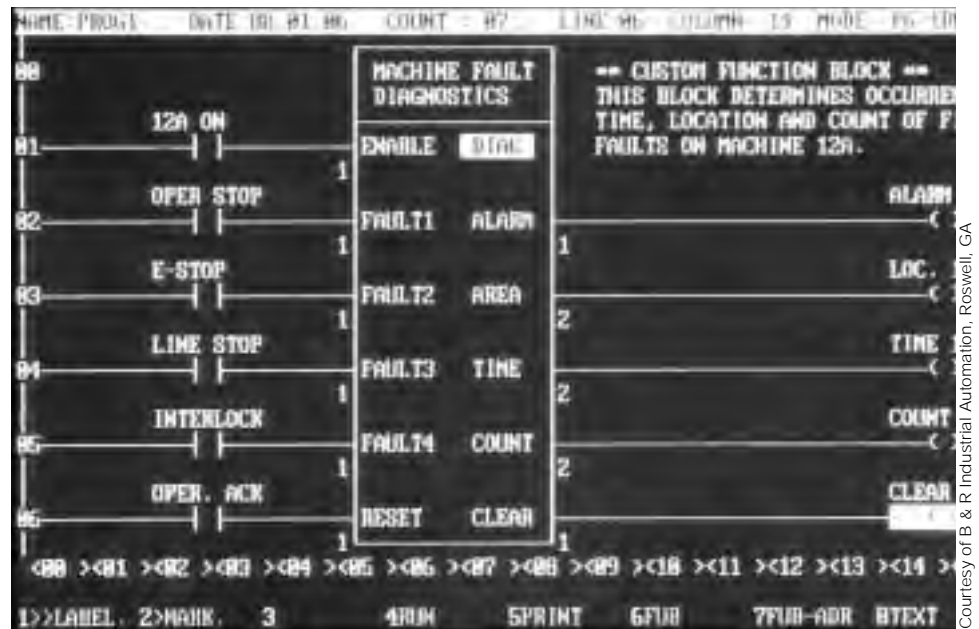 NAME: PROG1 DATE 01 06 COUNT : 07 LINE 06 COLUMN 13 MODE
00
MACHINE FAULT
DIAGNOSTICS
== CUSTOM FUNCTION BLOCK ==
THIS BLOCK DETERMINES
TIME, LOCATION AND COUNT OF
FAULTS ON MACHINE 12A.
12A ON
01
1
ENABLE DIAG
OPER STOP
ALARM
02
1
FAULT1 ALARM
1
E-STOP
LOC.
03
1
FAULT2 AREA
2
LINE STOP
TIME
04
1
FAULT3 TIME
2
INTERLOCK
COUNT
05
1
FAULT4 COUNT
2
OPER. ACK
CLEAR
06
1
RESET CLEAR
1
<00 ><01 ><02 ><03 ><04 ><05 ><06 ><07 ><08 ><09 ><10 ><11 ><12 ><13 ><14 >
1>>LABEL. 2>MARK. 3 4RUN 5PRINT 6FUB 7FUB-ADR 8TEXT
Courtesy of B & R Industrial Automation, Roswell, GA